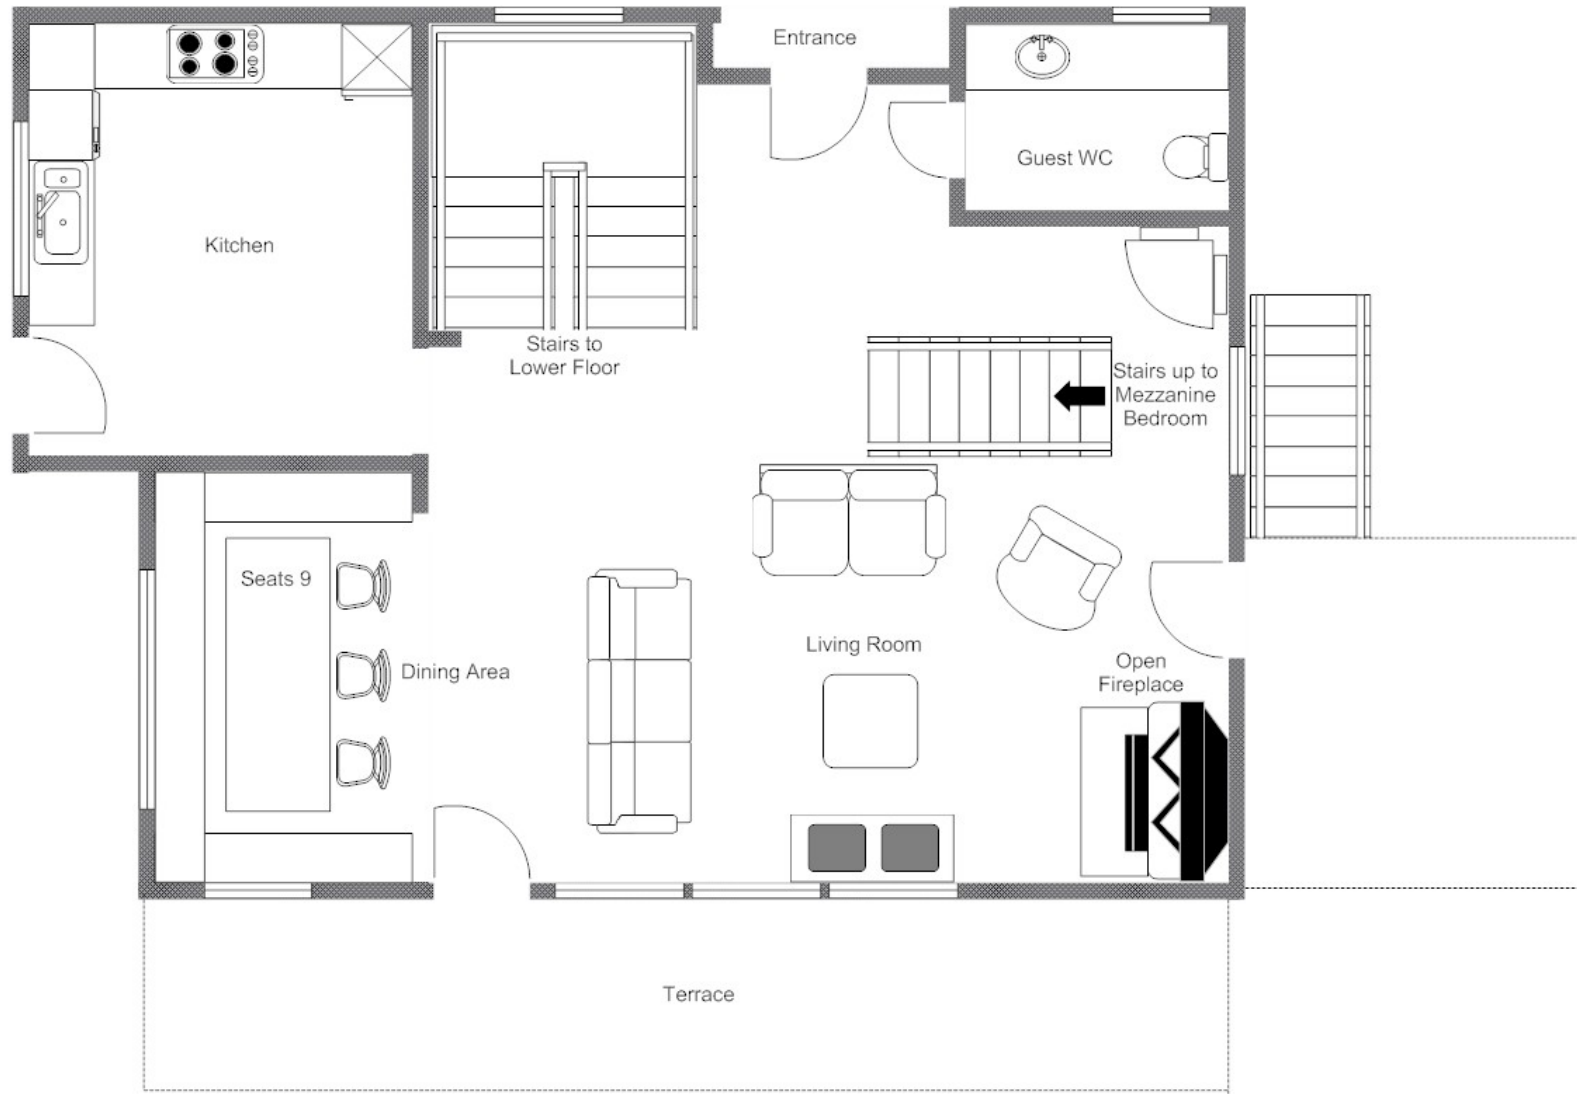 Entrance
Guest WC
Kitchen
Stairs to
Lower Floor
Stairs up to
Mezzanine
Bedroom
Seats 9
Dining Area
Living Room
Open
Fireplace
Terrace